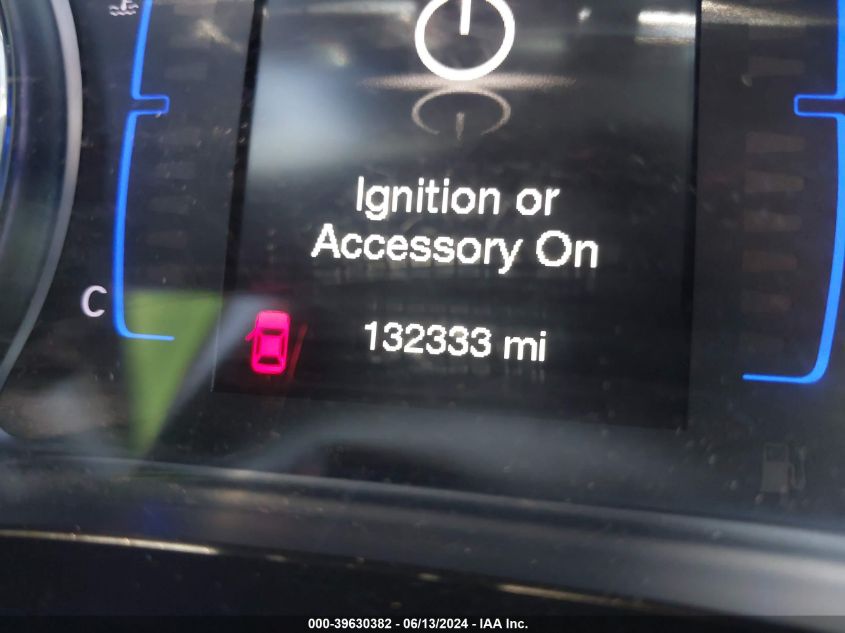 Ignition or
Accessory On
C
132333 mi
000-39630382 - 06/13/2024 - IAA Inc.